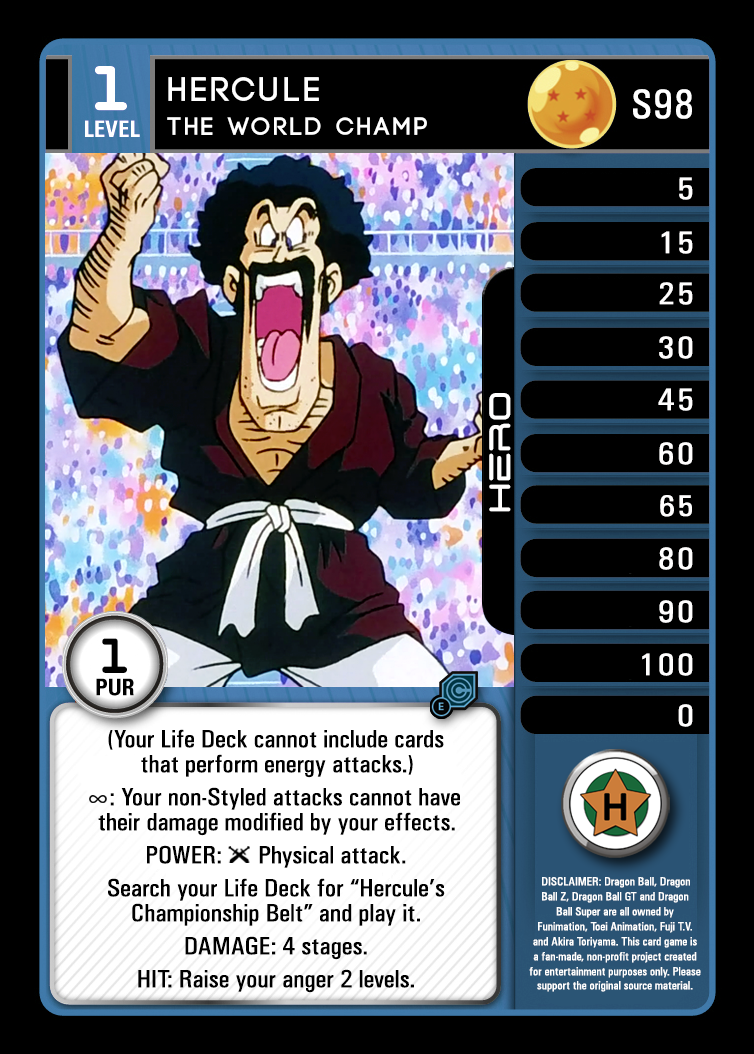 1
LEVEL
HERCULE
THE WORLD CHAMP
S98
5
15
25
30
45
60
65
80
90
100
0
HERO
1
PUR
E
(Your Life Deck cannot include cards
that perform energy attacks.)
∞: Your non-Styled attacks cannot have
their damage modified by your effects.
POWER: Physical attack.
Search your Life Deck for “Hercule’s
Championship Belt” and play it.
DAMAGE: 4 stages.
HIT: Raise your anger 2 levels.
H
DISCLAIMER: Dragon Ball, Dragon
Ball Z, Dragon Ball GT and Dragon
Ball Super are all owned by
Funimation, Toei Animation, Fuji T.V.
and Akira Toriyama. This card game is
a fan-made, non-profit project created
for entertainment purposes only. Please
support the original source material.